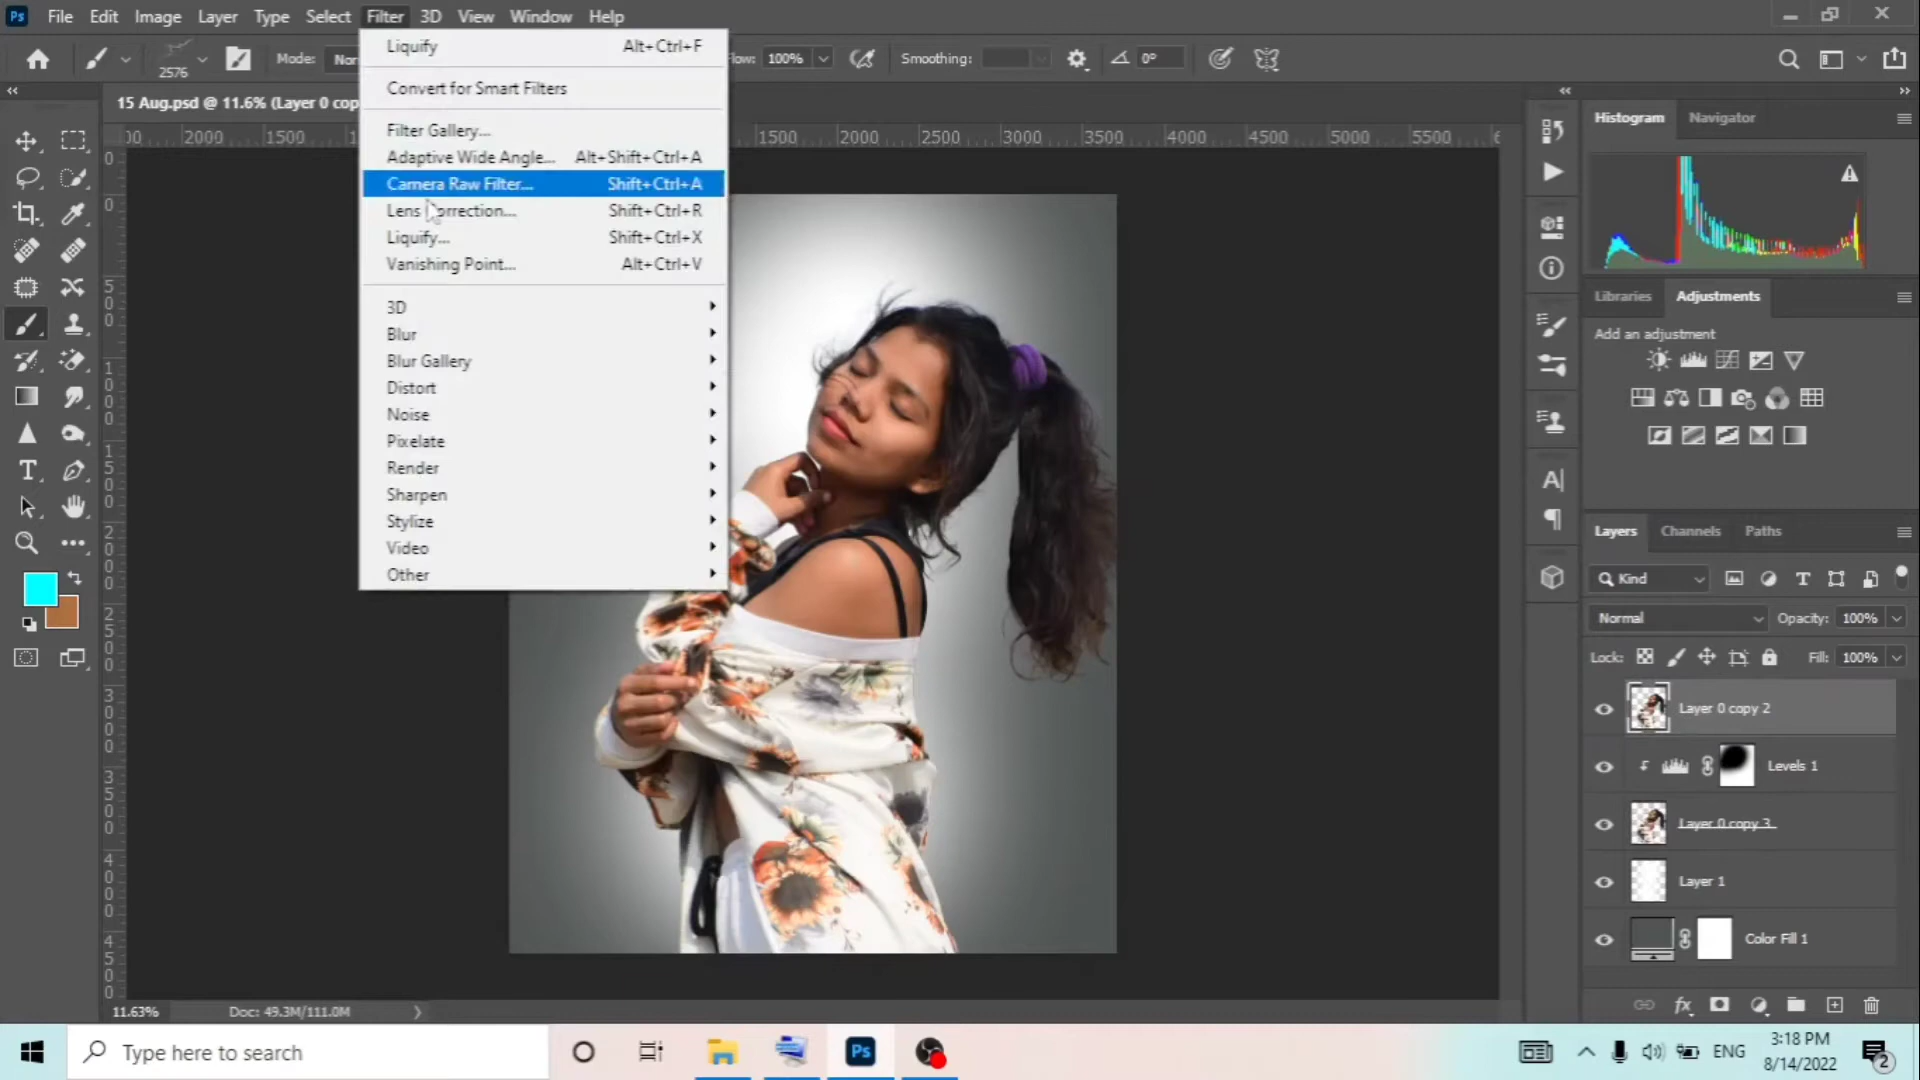 Ps File Edit Image Layer Type Select Filter 3D View Window Help
2576 Mode: Flow: 100% Smoothing: 0°
15 Aug.psd @ 11.6% (Layer 0 cop
2000 1500 1500 2000 2500 3000 3500 4000 4500 5000 5500
Liquify Alt+Ctrl+F
Convert for Smart Filters
Filter Gallery...
Adaptive Wide Angle... Alt+Shift+Ctrl+A
Camera Raw Filter... Shift+Ctrl+A
Lens Correction... Shift+Ctrl+R
Liquify... Shift+Ctrl+X
Vanishing Point... Alt+Ctrl+V
3D
Blur
Blur Gallery
Distort
Noise
Pixelate
Render
Sharpen
Stylize
Video
Other
Histogram Navigator
Libraries Adjustments
Add an adjustment
Layers Channels Paths
Kind
Normal Opacity: 100%
Lock: Fill: 100%
Layer 0 copy 2
Levels 1
Layer 0 copy 3
Layer 1
Color Fill 1
11.63% Doc: 49.3M/111.0M
Type here to search
Ps
ENG
3:18 PM
8/14/2022
2